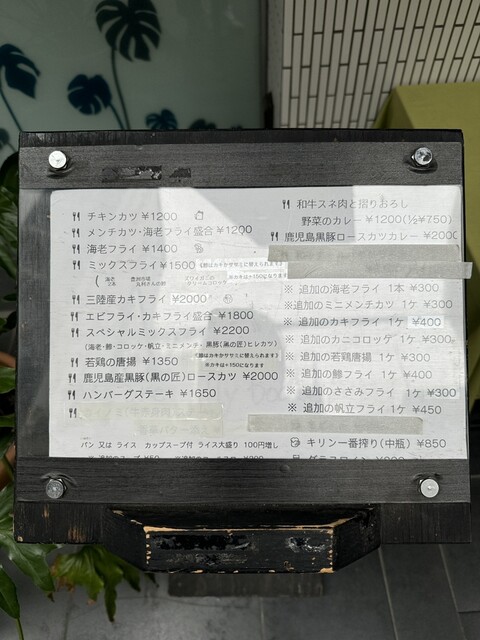 チキンカツ ¥1200
メンチカツ・海老フライ盛合 ¥1200
海老フライ ¥1400
ミックスフライ ¥1500
三陸産カキフライ ¥2000
エビフライ・カキフライ盛合 ¥1800
スペシャルミックスフライ ¥2200
若鶏の唐揚 ¥1350
鹿児島産黒豚(黒の匠)ロースカツ ¥2000
ハンバーグステーキ ¥1650
パン 又は ライス カップスープ付 ライス大盛り 100円増し
和牛スネ肉と摺りおろし
野菜のカレー ¥1200(½¥750)
鹿児島黒豚ロースカツカレー ¥2000
※ 追加の海老フライ 1本 ¥300
※ 追加のミニメンチカツ 1ケ ¥300
※ 追加のカキフライ 1ケ ¥400
※ 追加のカニコロッケ 1ケ ¥300
※ 追加の若鶏唐揚 1ケ ¥300
※ 追加の鯵フライ 1ケ ¥400
※ 追加のささみフライ 1ケ ¥300
※ 追加の帆立フライ 1ケ ¥450
キリン一番搾り(中瓶) ¥850